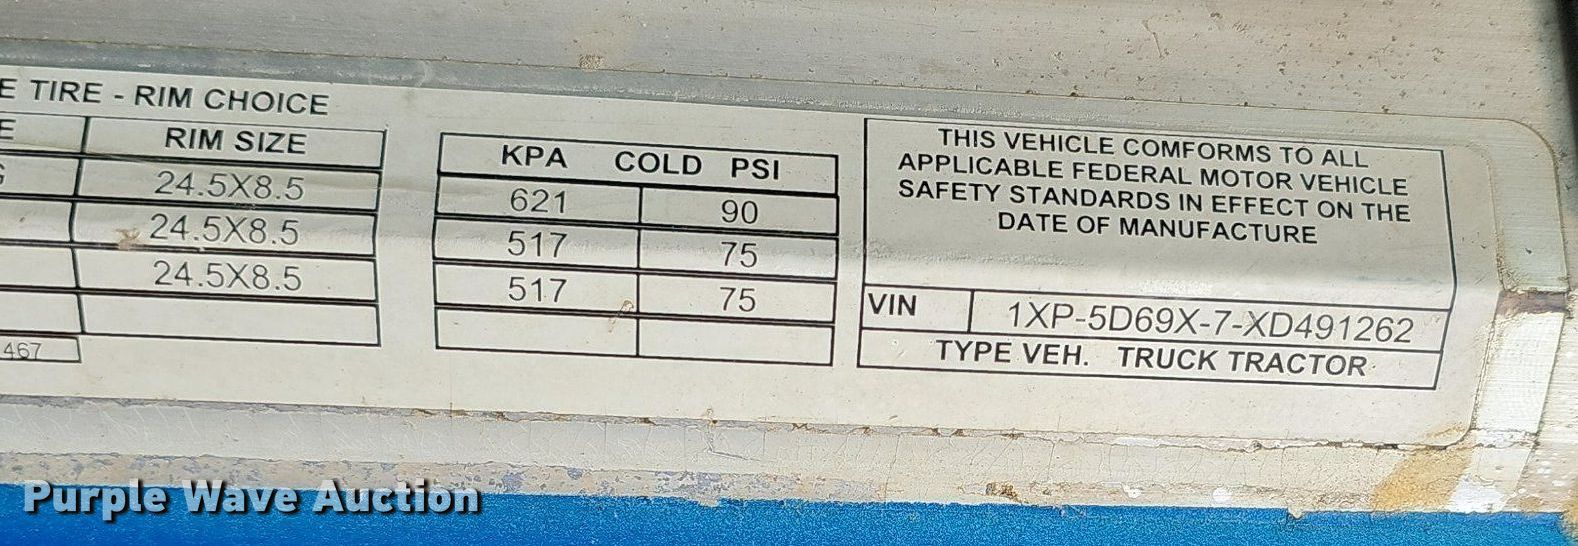 E TIRE - RIM CHOICE
E RIM SIZE
24.5X8.5
24.5X8.5
24.5X8.5
467
KPA COLD PSI
621 90
517 75
517 75
THIS VEHICLE COMFORMS TO ALL
APPLICABLE FEDERAL MOTOR VEHICLE
SAFETY STANDARDS IN EFFECT ON THE
DATE OF MANUFACTURE
VIN 1XP-5D69X-7-XD491262
TYPE VEH. TRUCK TRACTOR
Purple Wave Auction